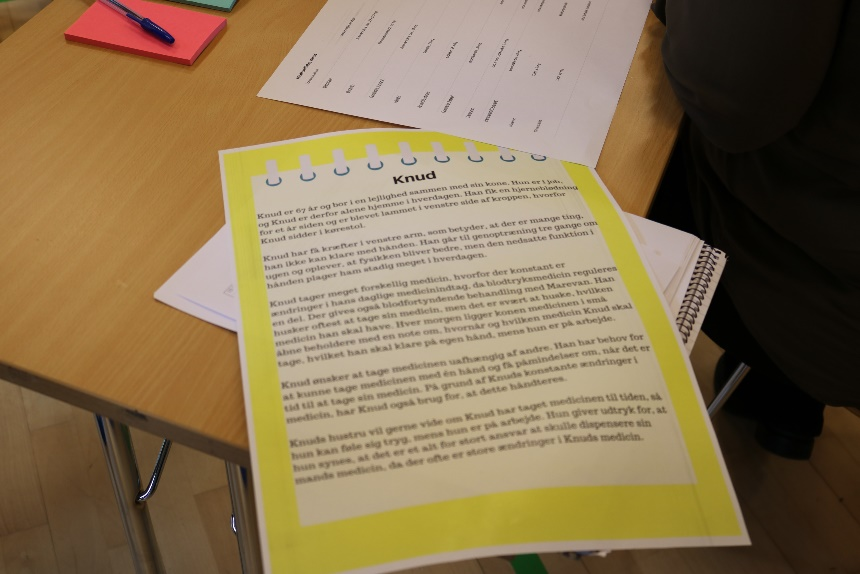 Knud
Knud er 67 år og bor i en lejlighed sammen med sin kone. Hun er i job,
og Knud er derfor alene hjemme i hverdagen. Han fik en hjerneblødning
for et år siden og er blevet lammet i venstre side af kroppen, hvorfor
Knud sidder i kørestol.
Knud har få kræfter i venstre arm, som betyder, at der er mange ting,
han ikke kan klare med hånden. Han går til genoptræning tre gange om
ugen og oplever, at fysikken bliver bedre, men den nedsatte funktion i
hånden plager ham stadig meget i hverdagen.
Knud tager meget forskellig medicin, hvorfor der konstant er
ændringer i hans daglige medicinindtag, da blodtryksmedicin reguleres
en del. Der gives også blodfortyndende behandling med Marevan. Han
husker oftest at tage sin medicin, men det er svært at huske, hvilken
medicin han skal have. Hver morgen ligger konen medicinen i små
åbne beholdere med en note om, hvornår og hvilken medicin Knud skal
tage, hvilket han skal klare på egen hånd, mens hun er på arbejde.
Knud ønsker at tage medicinen uafhængig af andre. Han har behov for
at kunne tage medicinen med én hånd og få påmindelser om, når det er
tid til at tage sin medicin. På grund af Knuds konstante ændringer i
medicin, har Knud også brug for, at dette håndteres.
Knuds hustru vil gerne vide om Knud har taget medicinen til tiden, så
hun kan føle sig tryg, mens hun er på arbejde. Hun giver udtryk for, at
hun synes, at det er et alt for stort ansvar at skulle dispensere sin
mands medicin, da der ofte er store ændringer i Knuds medicin.